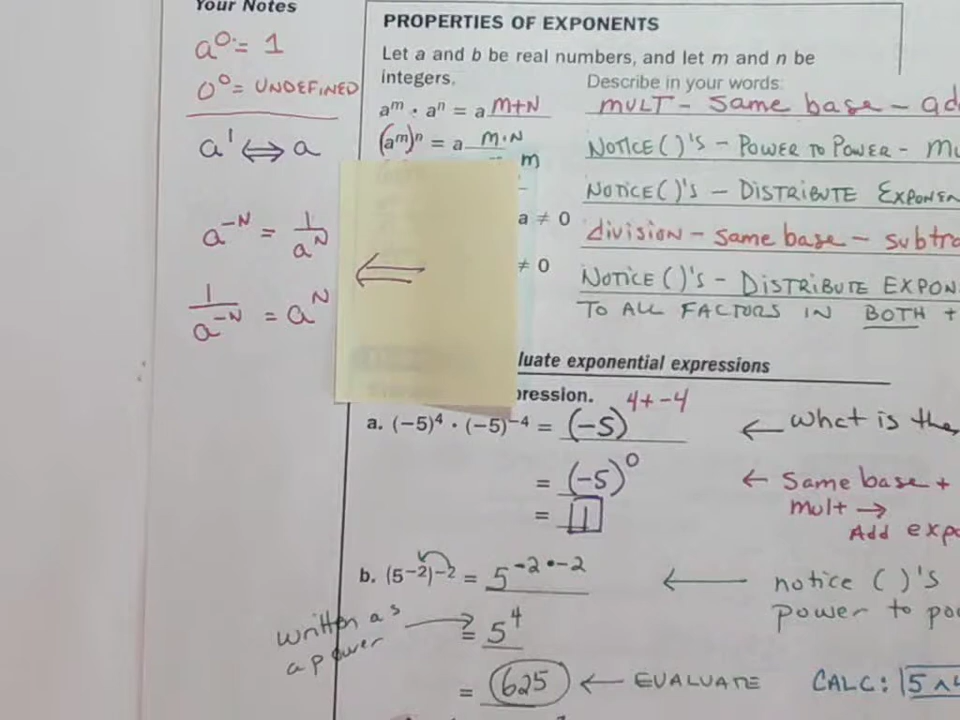 Your Notes
a⁰ = 1
0⁰ = UNDEFINED
a¹ ⇔ a
a⁻ᴺ = 1/aᴺ
1/a⁻ᴺ = aᴺ
PROPERTIES OF EXPONENTS
Let a and b be real numbers, and let m and n be
integers.
Describe in your words:
aᵐ · aⁿ = a M+N
mult - same base - ad
(aᵐ)ⁿ = a M·N
NOTICE ( )'S - POWER TO POWER - MU
m
NOTICE ( )'S - DISTRIBUTE EXPONEN
a ≠ 0
division - same base - subtra
≠ 0
NOTICE ( )'S - DISTRIBUTE EXPON
TO ALL FACTORS IN BOTH +
luate exponential expressions
pression.
a. (−5)⁴ · (−5)⁻⁴ = (−5)^4+−4
← What is the
= (−5)⁰
← Same base +
= 1
mult →
Add expo
b. (5⁻²)⁻² = 5^−2•−2
← notice ( )'s
power to po
written as
a power
= 5⁴
= 625 ← EVALUATE CALC: 5^4